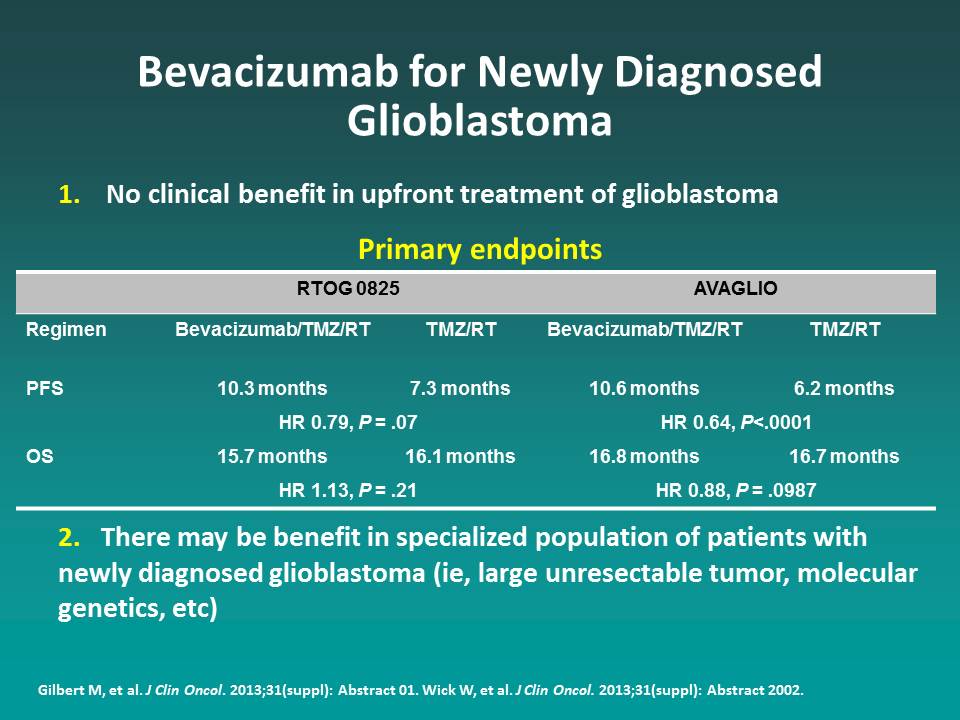 Bevacizumab for Newly Diagnosed
Glioblastoma
1. No clinical benefit in upfront treatment of glioblastoma
Primary endpoints
RTOG 0825 AVAGLIO
Regimen Bevacizumab/TMZ/RT TMZ/RT Bevacizumab/TMZ/RT TMZ/RT
PFS 10.3 months 7.3 months 10.6 months 6.2 months
HR 0.79, P = .07 HR 0.64, P<.0001
OS 15.7 months 16.1 months 16.8 months 16.7 months
HR 1.13, P = .21 HR 0.88, P = .0987
2. There may be benefit in specialized population of patients with
newly diagnosed glioblastoma (ie, large unresectable tumor, molecular
genetics, etc)
Gilbert M, et al. J Clin Oncol. 2013;31(suppl): Abstract 01. Wick W, et al. J Clin Oncol. 2013;31(suppl): Abstract 2002.